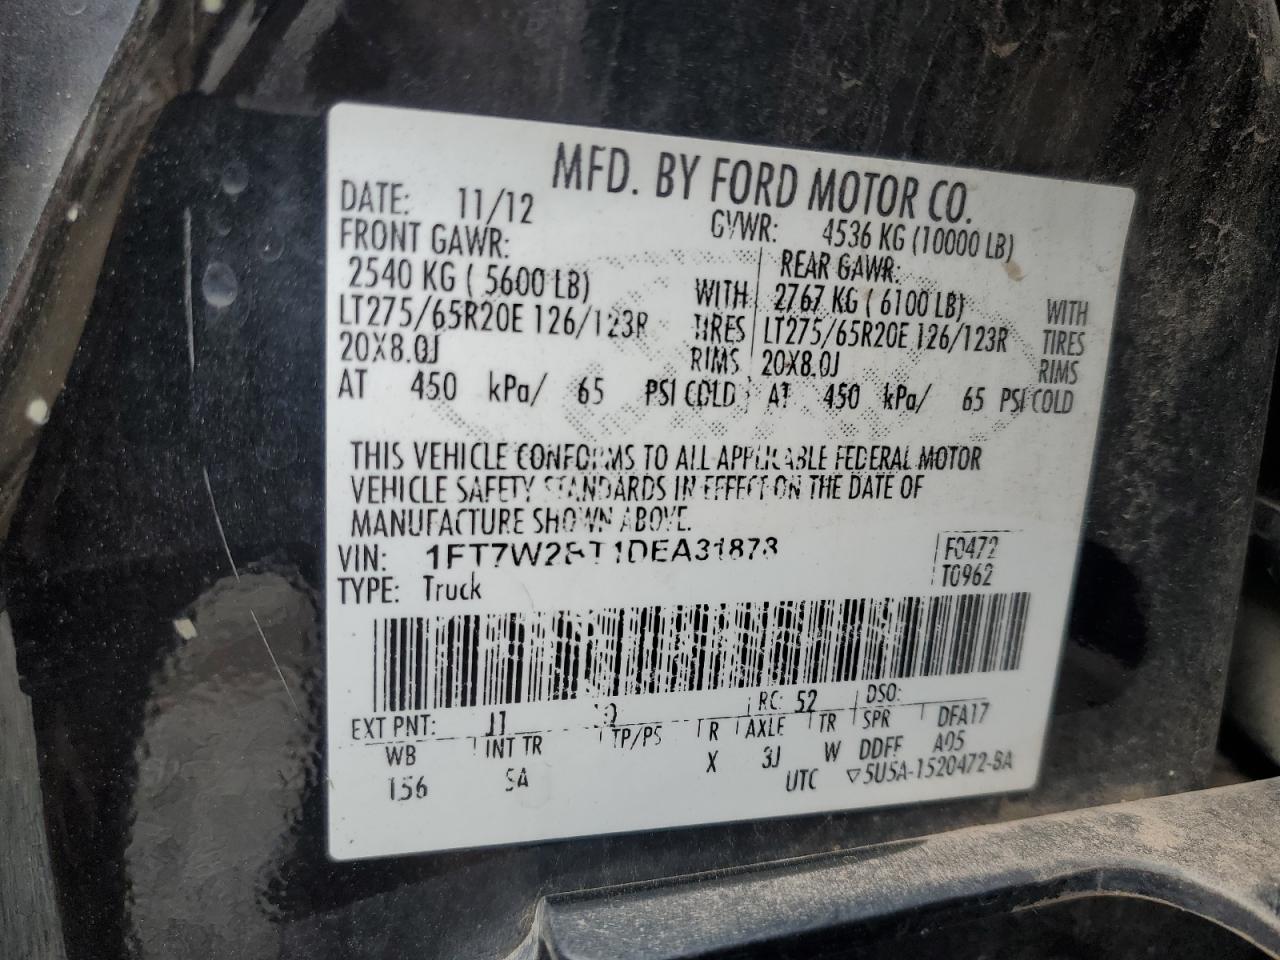 MFD. BY FORD MOTOR CO.
DATE: 11/12 GVWR: 4536 KG (10000 LB)
FRONT GAWR: REAR GAWR:
2540 KG ( 5600 LB) WITH 2767 KG ( 6100 LB) WITH
LT275/65R20E 126/123R TIRES LT275/65R20E 126/123R TIRES
20X8.0J RIMS 20X8.0J RIMS
AT 450 kPa/ 65 PSI COLD AT 450 kPa/ 65 PSI COLD
THIS VEHICLE CONFORMS TO ALL APPLICABLE FEDERAL MOTOR
VEHICLE SAFETY STANDARDS IN EFFECT ON THE DATE OF
MANUFACTURE SHOWN ABOVE.
VIN: F0472
TYPE: Truck T0962
EXT PNT: RC: 52 DSO:
WB INT TR TP/PS R AXLE TR SPR DFA17
156 SA X 3J W DDFF A05
UTC ▽5U5A-1520472-BA